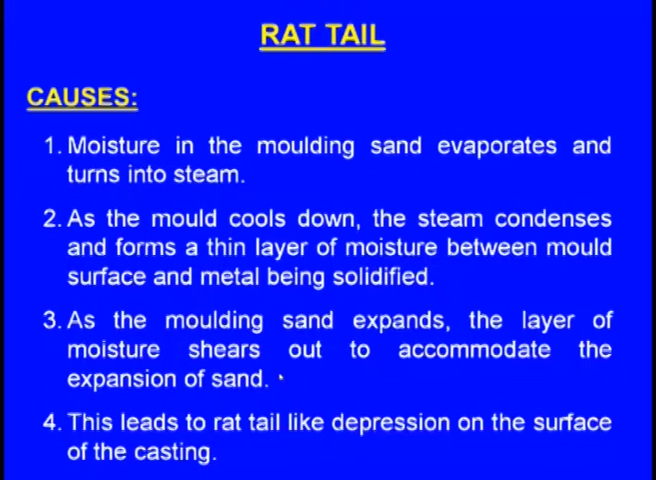 RAT TAIL
CAUSES:
1. Moisture in the moulding sand evaporates and
turns into steam.
2. As the mould cools down, the steam condenses
and forms a thin layer of moisture between mould
surface and metal being solidified.
3. As the moulding sand expands, the layer of
moisture shears out to accommodate the
expansion of sand.
4. This leads to rat tail like depression on the surface
of the casting.